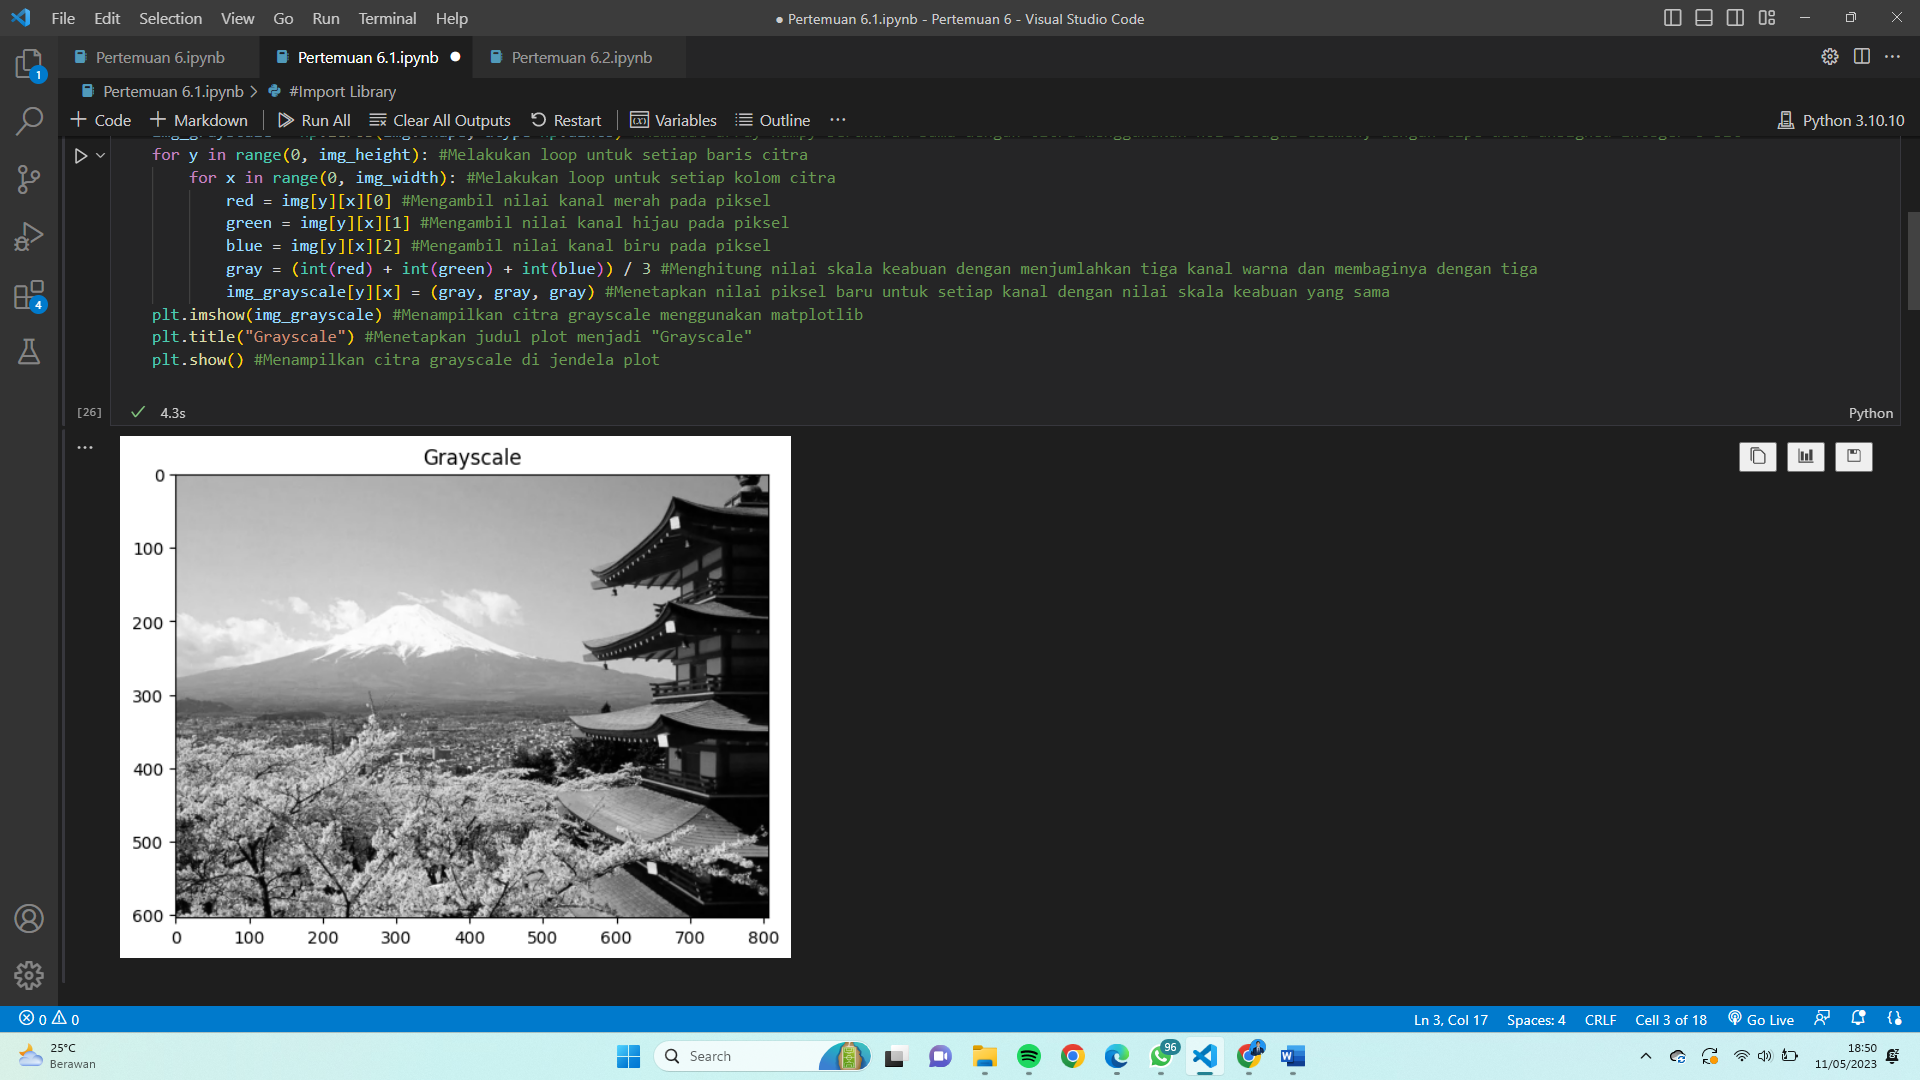 File Edit Selection View Go Run Terminal Help
● Pertemuan 6.1.ipynb - Pertemuan 6 - Visual Studio Code
Pertemuan 6.ipynb
Pertemuan 6.1.ipynb
Pertemuan 6.2.ipynb
Pertemuan 6.1.ipynb > #Import Library
+ Code + Markdown Run All Clear All Outputs Restart Variables Outline ...
Python 3.10.10
for y in range(0, img_height): #Melakukan loop untuk setiap baris citra
for x in range(0, img_width): #Melakukan loop untuk setiap kolom citra
red = img[y][x][0] #Mengambil nilai kanal merah pada piksel
green = img[y][x][1] #Mengambil nilai kanal hijau pada piksel
blue = img[y][x][2] #Mengambil nilai kanal biru pada piksel
gray = (int(red) + int(green) + int(blue)) / 3 #Menghitung nilai skala keabuan dengan menjumlahkan tiga kanal warna dan membaginya dengan tiga
img_grayscale[y][x] = (gray, gray, gray) #Menetapkan nilai piksel baru untuk setiap kanal dengan nilai skala keabuan yang sama
plt.imshow(img_grayscale) #Menampilkan citra grayscale menggunakan matplotlib
plt.title("Grayscale") #Menetapkan judul plot menjadi "Grayscale"
plt.show() #Menampilkan citra grayscale di jendela plot
[26] 4.3s
Python
Grayscale
0
100
200
300
400
500
600
0 100 200 300 400 500 600 700 800
1
4
0 0
Ln 3, Col 17 Spaces: 4 CRLF Cell 3 of 18 Go Live
25°C
Berawan
Search
96
18:50
11/05/2023